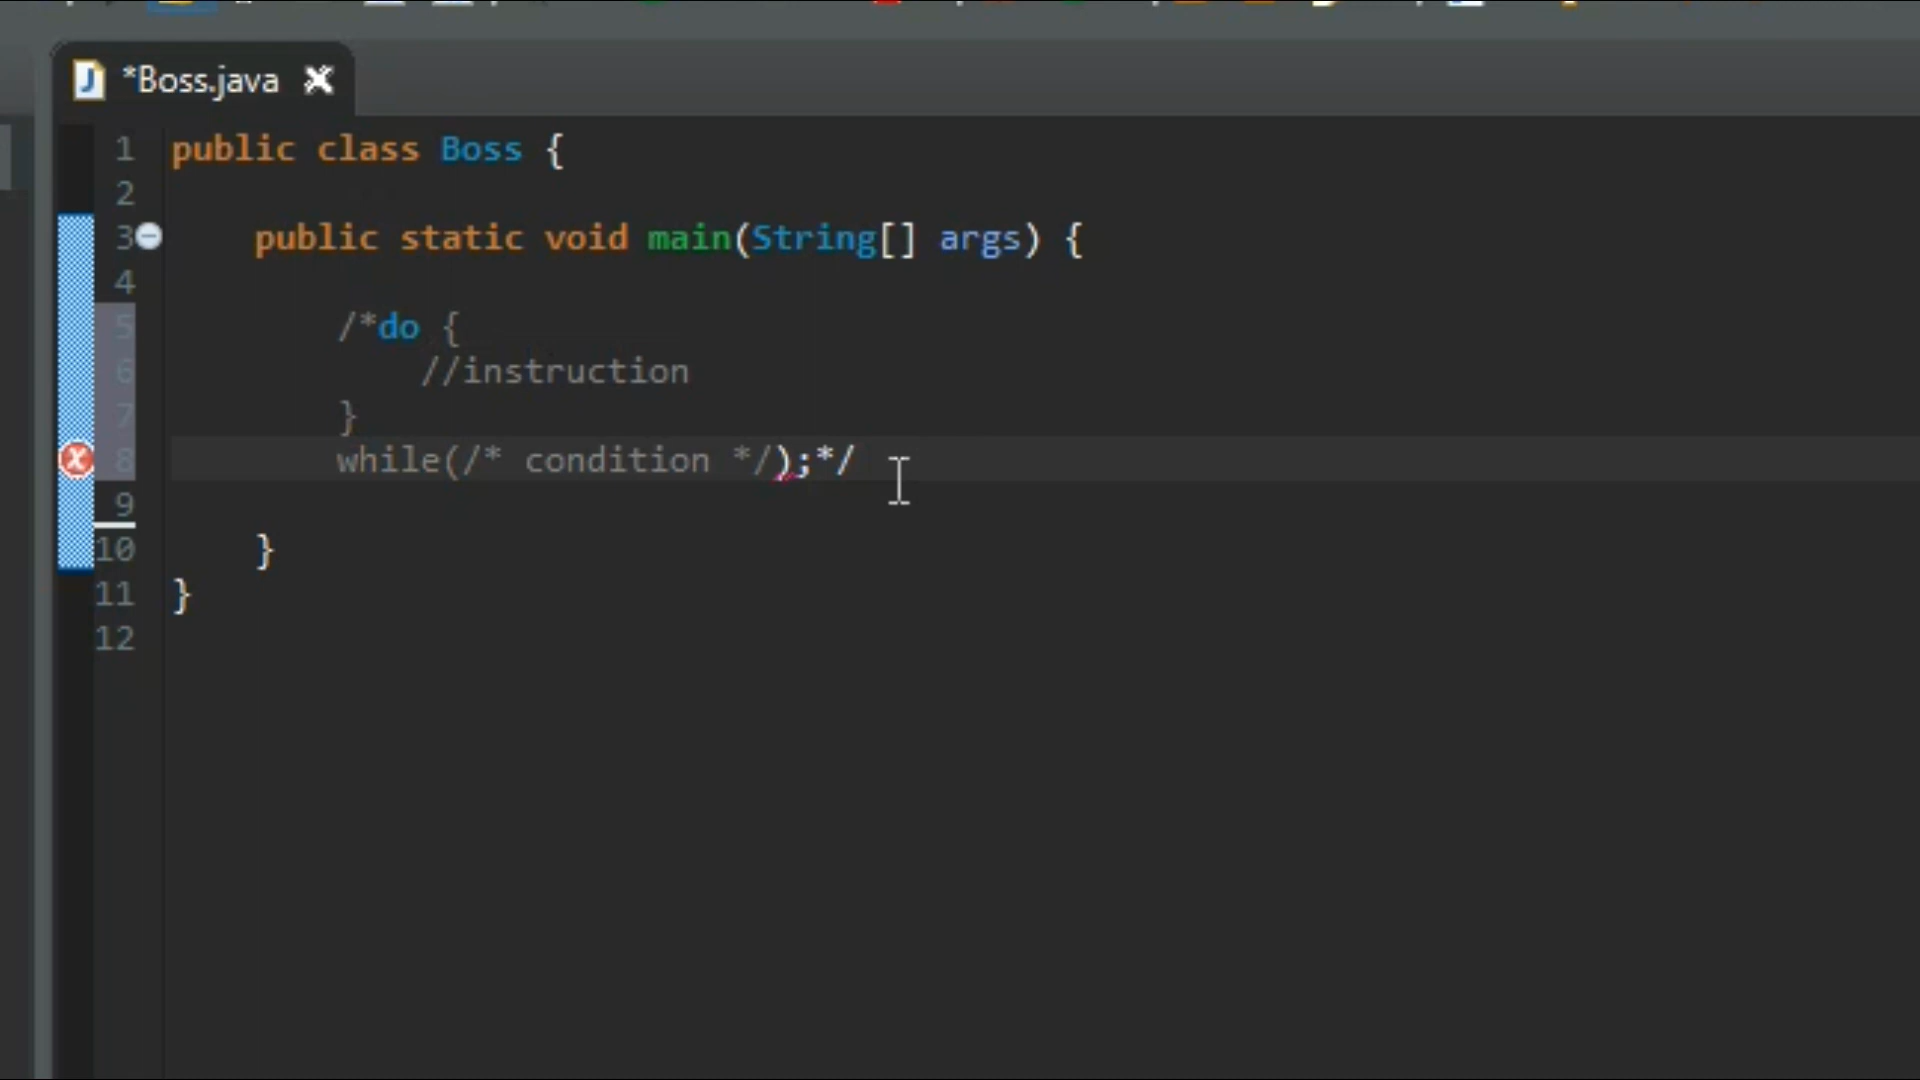 *Boss.java
1 public class Boss {
2
3 public static void main(String[] args) {
4
5 /*do {
6 //instruction
7 }
8 while(/* condition */);*/
9
10 }
11 }
12